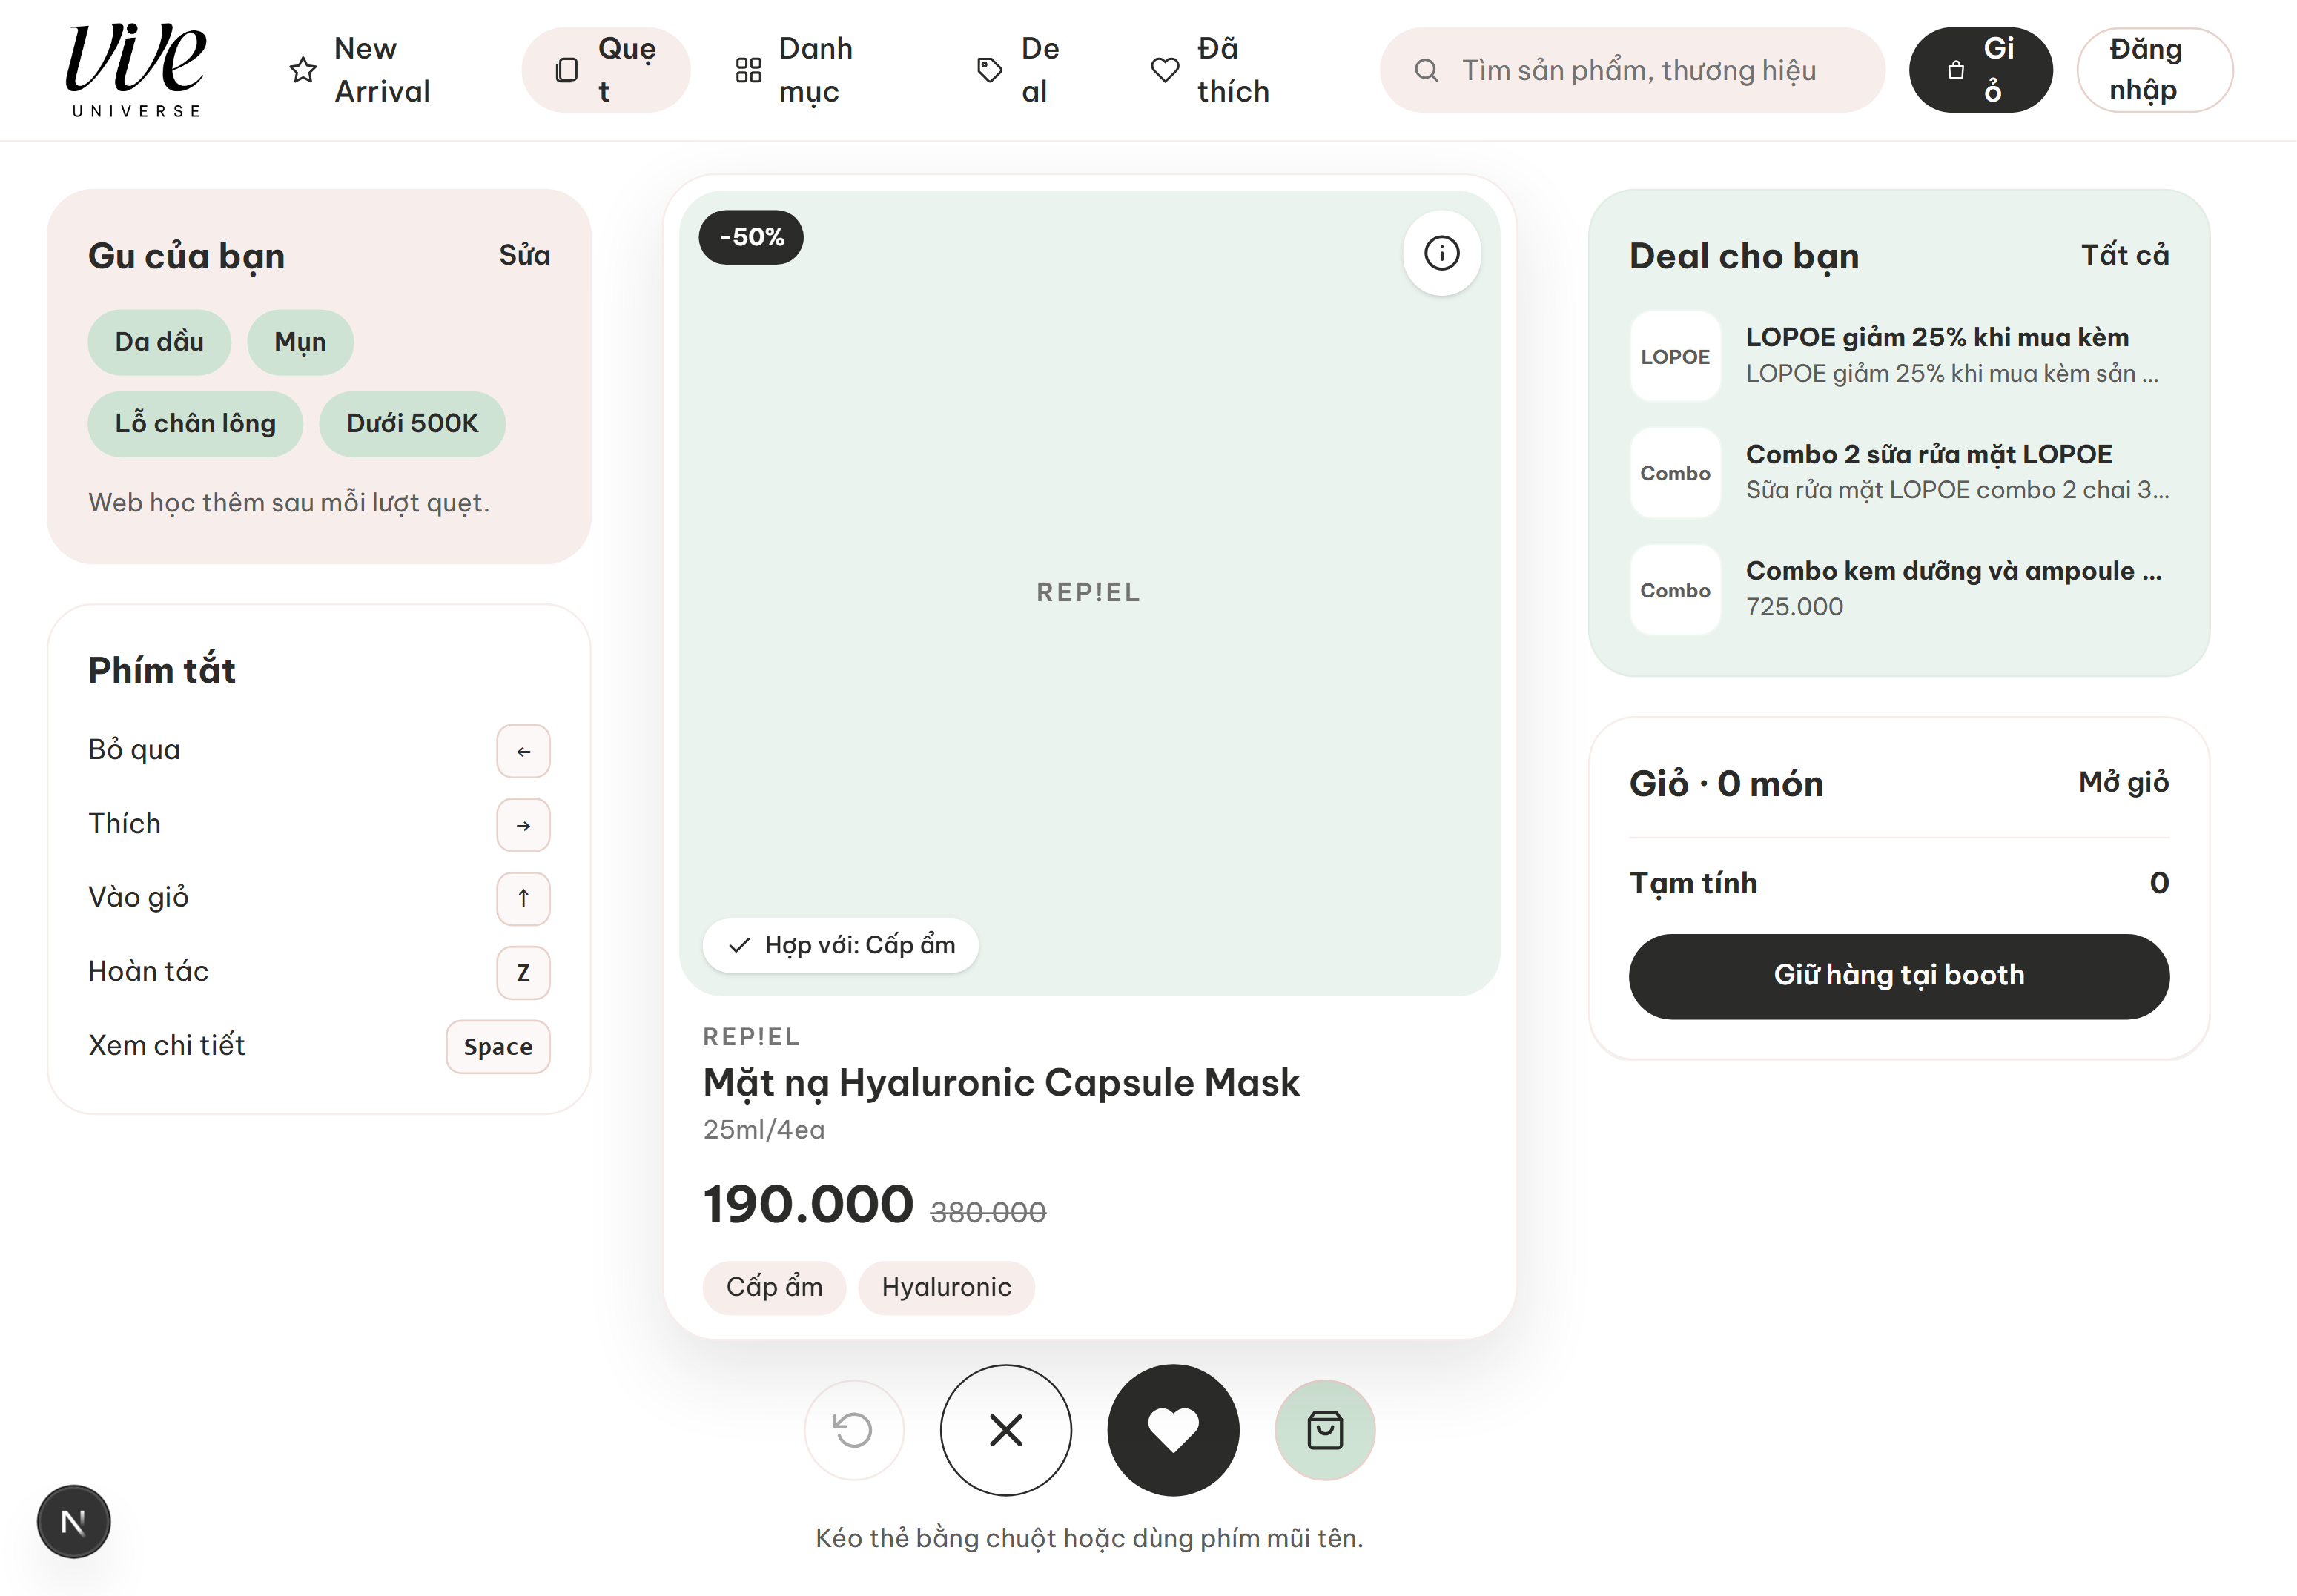 ViVe
UNIVERSE
New
Arrival
Quẹ
t
Danh
mục
De
al
Đã
thích
Tìm sản phẩm, thương hiệu
Gi
ỏ
Đăng
nhập
Gu của bạn
Sửa
Da dầu
Mụn
Lỗ chân lông
Dưới 500K
Web học thêm sau mỗi lượt quẹt.
Phím tắt
Bỏ qua
←
Thích
→
Vào giỏ
↑
Hoàn tác
Z
Xem chi tiết
Space
-50%
REP!EL
Hợp với: Cấp ẩm
REP!EL
Mặt nạ Hyaluronic Capsule Mask
25ml/4ea
190.000 380.000
Cấp ẩm
Hyaluronic
Kéo thẻ bằng chuột hoặc dùng phím mũi tên.
Deal cho bạn
Tất cả
LOPOE
LOPOE giảm 25% khi mua kèm
LOPOE giảm 25% khi mua kèm sản ...
Combo
Combo 2 sữa rửa mặt LOPOE
Sữa rửa mặt LOPOE combo 2 chai 3...
Combo
Combo kem dưỡng và ampoule ...
725.000
Giỏ · 0 món
Mở giỏ
Tạm tính
0
Giữ hàng tại booth
N